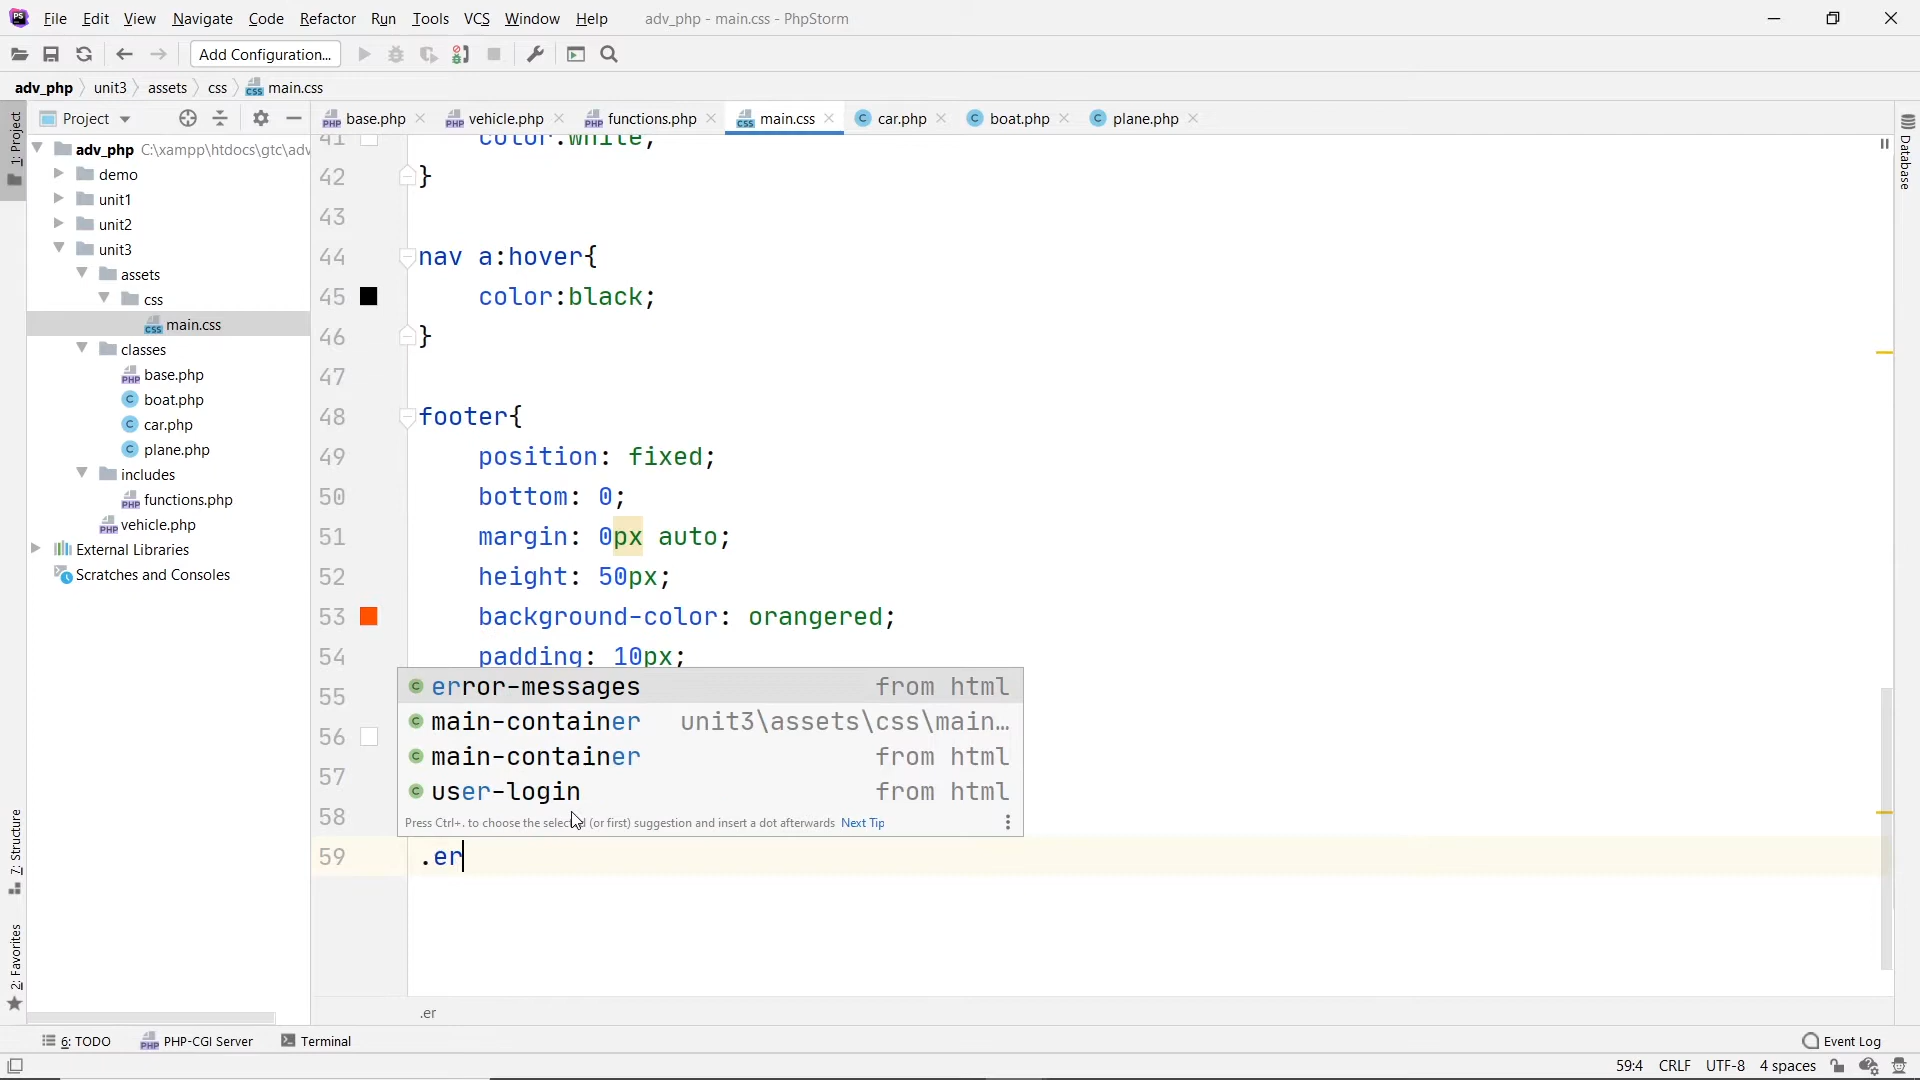 File Edit View Navigate Code Refactor Run Tools VCS Window Help adv_php - main.css - PhpStorm
Add Configuration...
adv_php unit3 assets css main.css
1: Project
Project
base.php vehicle.php functions.php main.css car.php boat.php plane.php
Database
adv_php C:\xampp\htdocs\gtc\adv
demo
unit1
unit2
unit3
assets
css
main.css
classes
base.php
boat.php
car.php
plane.php
includes
functions.php
vehicle.php
External Libraries
Scratches and Consoles
41 color:white;
42 }
43
44 nav a:hover{
45 color:black;
46 }
47
48 footer{
49 position: fixed;
50 bottom: 0;
51 margin: 0px auto;
52 height: 50px;
53 background-color: orangered;
54 padding: 10px;
55
56
57
58
59 .er
error-messages from html
main-container unit3\assets\css\main…
main-container from html
user-login from html
Press Ctrl+. to choose the selected (or first) suggestion and insert a dot afterwards Next Tip
.er
7: Structure
2: Favorites
6: TODO PHP-CGI Server Terminal Event Log
59:4 CRLF UTF-8 4 spaces